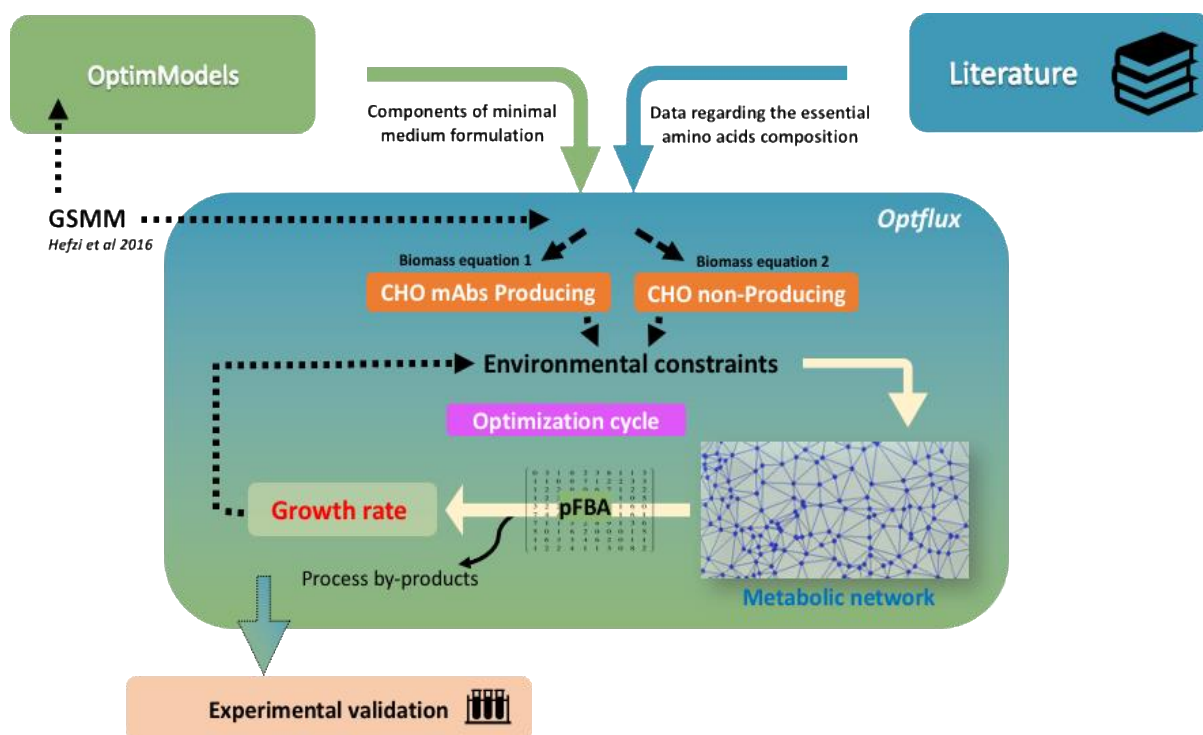 OptimModels
Literature
Components of minimal
medium formulation
Data regarding the essential
amino acids composition
GSMM
Hefzi et al 2016
Optflux
Biomass equation 1
Biomass equation 2
CHO mAbs Producing
CHO non-Producing
Environmental constraints
Optimization cycle
pFBA
Growth rate
Process by-products
Metabolic network
Experimental validation